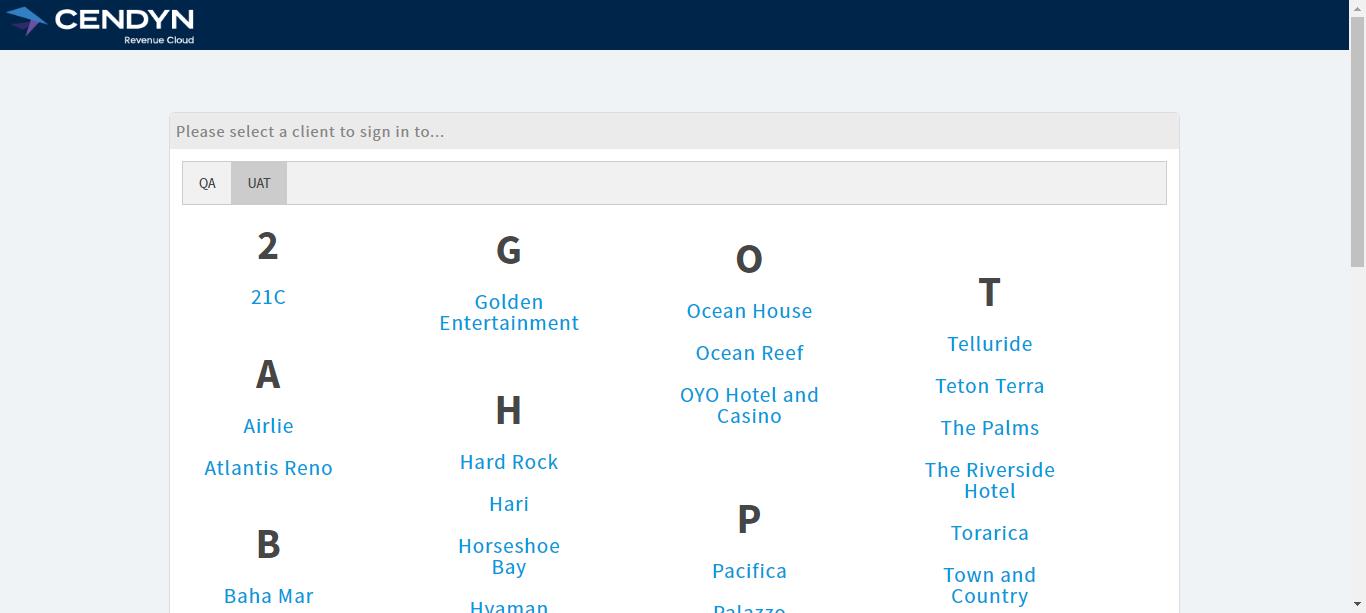 CENDYN
Revenue Cloud
Please select a client to sign in to...
QA
UAT
2
21C
A
Airlie
Atlantis Reno
B
Baha Mar
G
Golden
Entertainment
H
Hard Rock
Hari
Horseshoe
Bay
Hyaman
O
Ocean House
Ocean Reef
OYO Hotel and
Casino
P
Pacifica
Palazzo
T
Telluride
Teton Terra
The Palms
The Riverside
Hotel
Torarica
Town and
Country